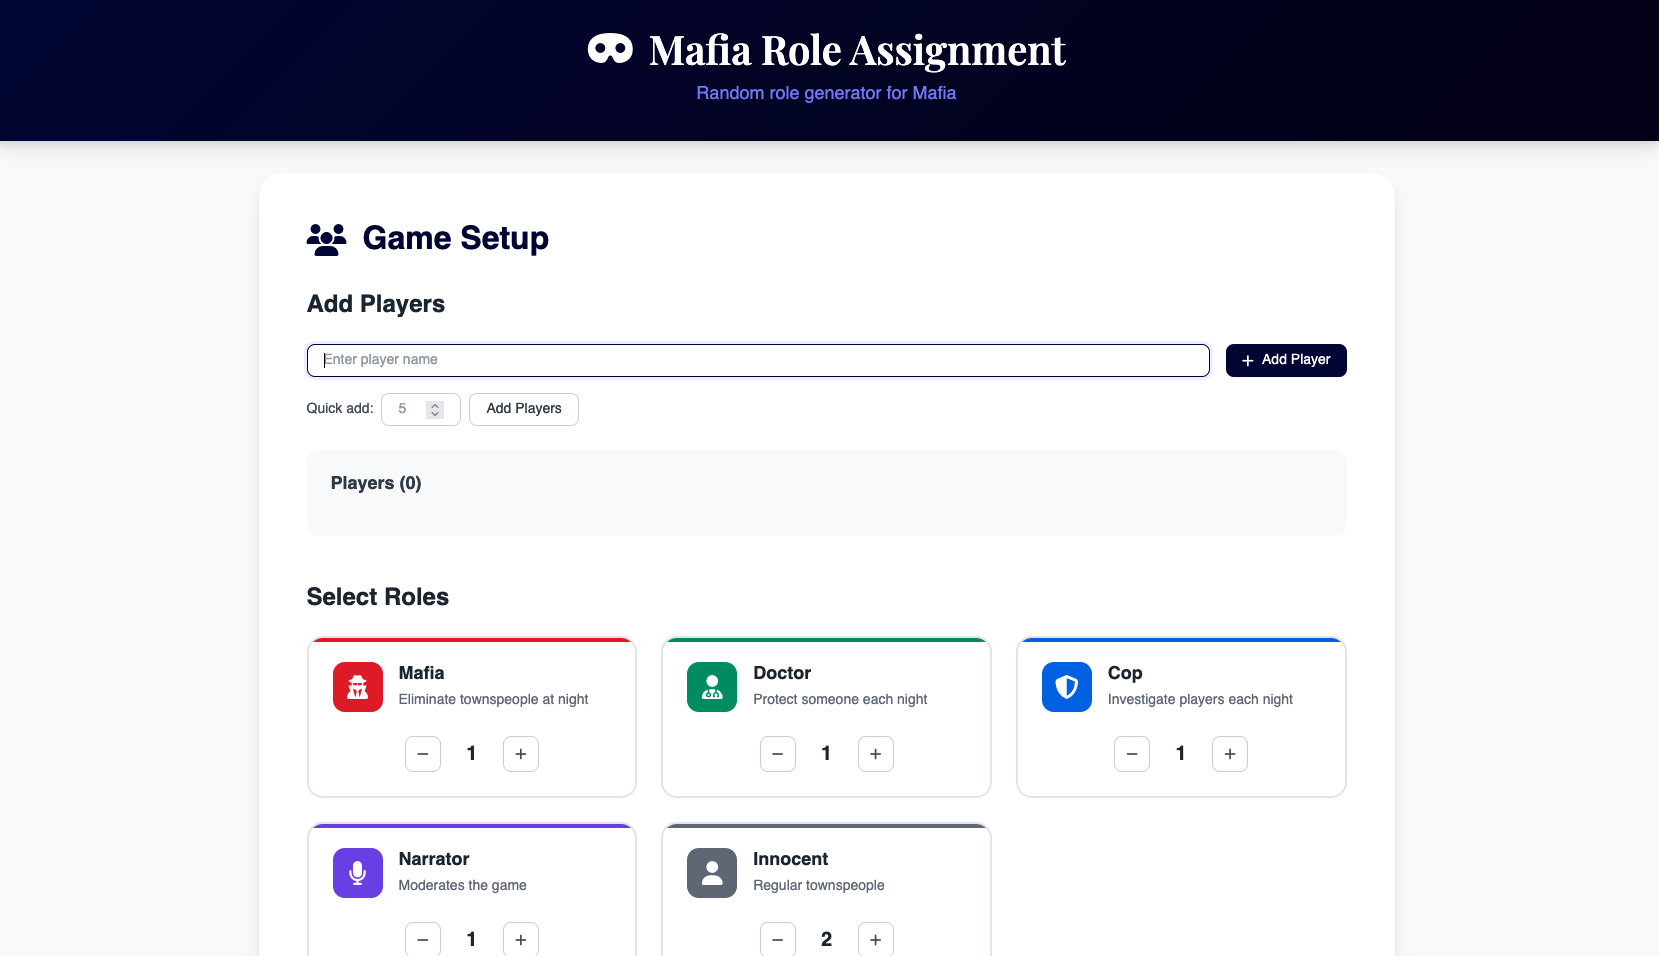 Mafia Role Assignment
Random role generator for Mafia
Game Setup
Add Players
Enter player name
+ Add Player
Quick add: 5 Add Players
Players (0)
Select Roles
Mafia
Eliminate townspeople at night
− 1 +
Doctor
Protect someone each night
− 1 +
Cop
Investigate players each night
− 1 +
Narrator
Moderates the game
− 1 +
Innocent
Regular townspeople
− 2 +